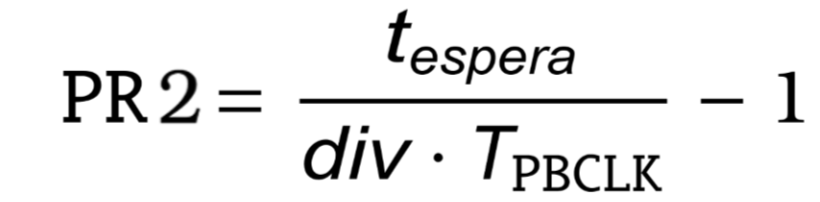 PR2 = t_espera / (div · T_PBCLK) − 1